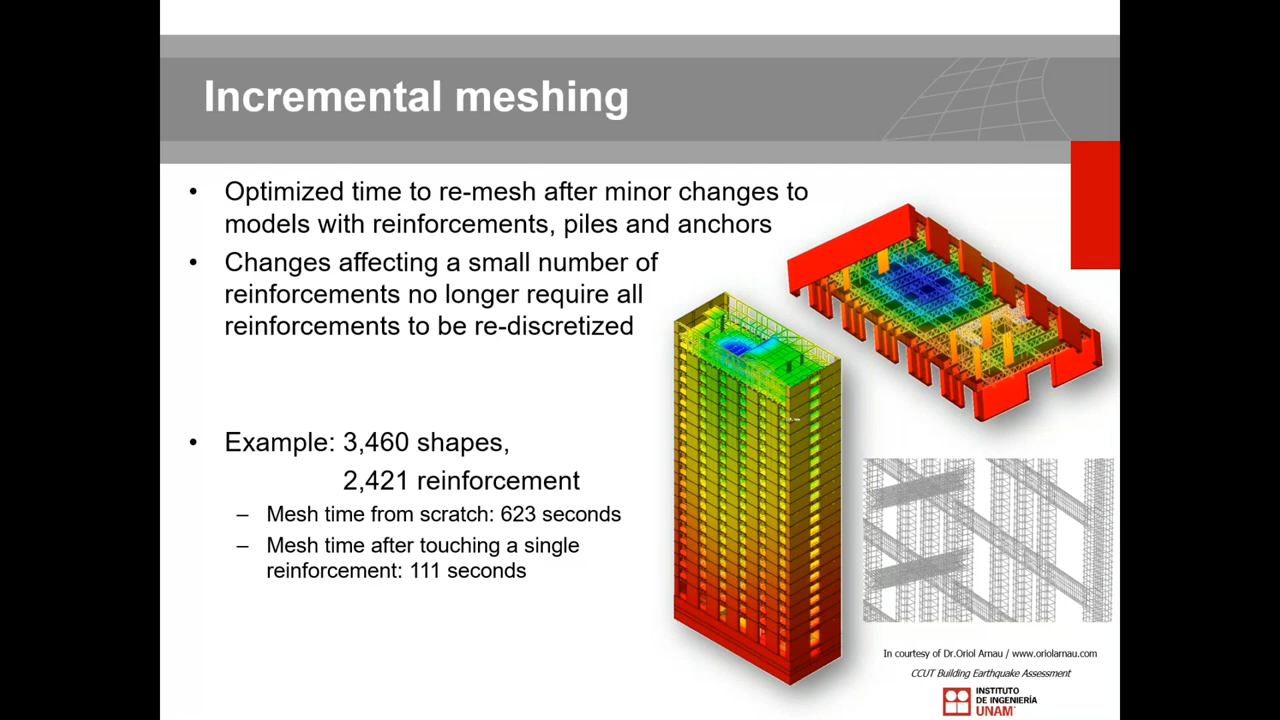 Incremental meshing
• Optimized time to re-mesh after minor changes to
models with reinforcements, piles and anchors
• Changes affecting a small number of
reinforcements no longer require all
reinforcements to be re-discretized
• Example: 3,460 shapes,
2,421 reinforcement
– Mesh time from scratch: 623 seconds
– Mesh time after touching a single
reinforcement: 111 seconds
In courtesy of Dr.Oriol Arnau / www.oriolarnau.com
CCUT Building Earthquake Assessment
INSTITUTO
DE INGENIERÍA
UNAM